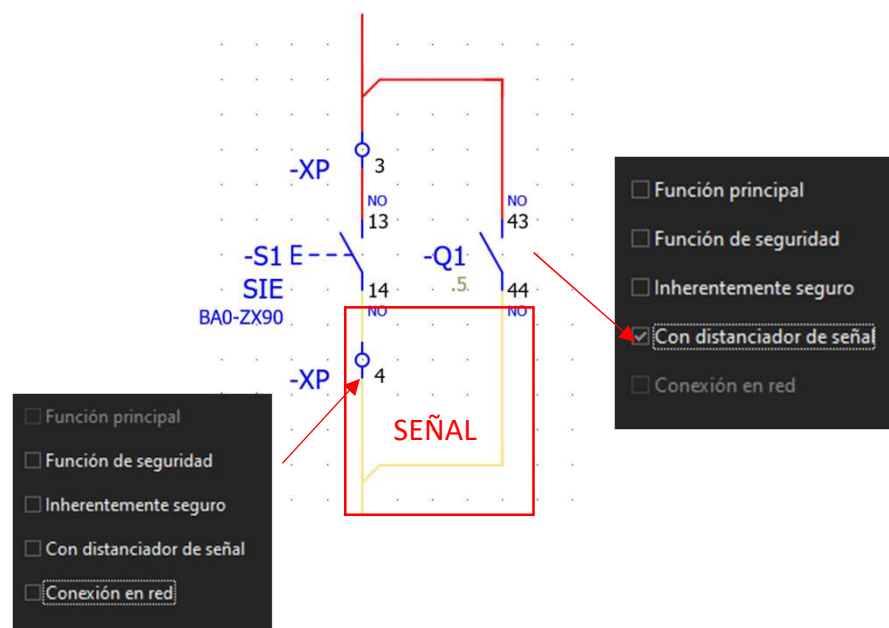 -XP
3
NO
NO
13
43
-S1
E
-Q1
SIE
.5
14
44
BA0-ZX90
NO
NO
-XP
4
SEÑAL
Función principal
Función de seguridad
Inherentemente seguro
Con distanciador de señal
Conexión en red
Función principal
Función de seguridad
Inherentemente seguro
Con distanciador de señal
Conexión en red